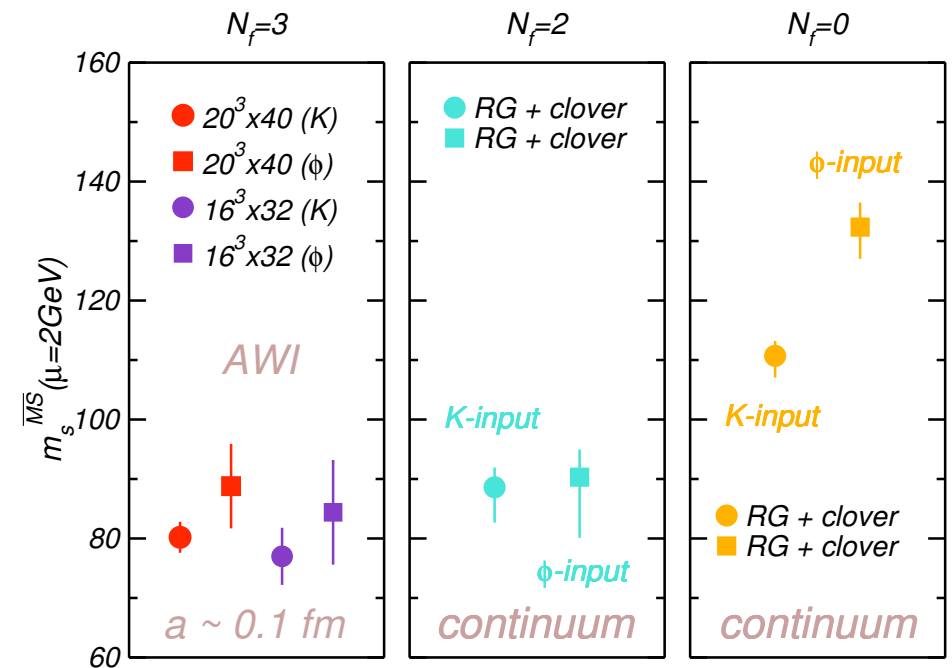 N_f=3
N_f=2
N_f=0
m_s^{\overline{MS}}(μ=2GeV)
160
140
120
100
80
60
20^3x40 (K)
20^3x40 (ϕ)
16^3x32 (K)
16^3x32 (ϕ)
AWI
a ~ 0.1 fm
RG + clover
RG + clover
K-input
ϕ-input
continuum
ϕ-input
K-input
RG + clover
RG + clover
continuum